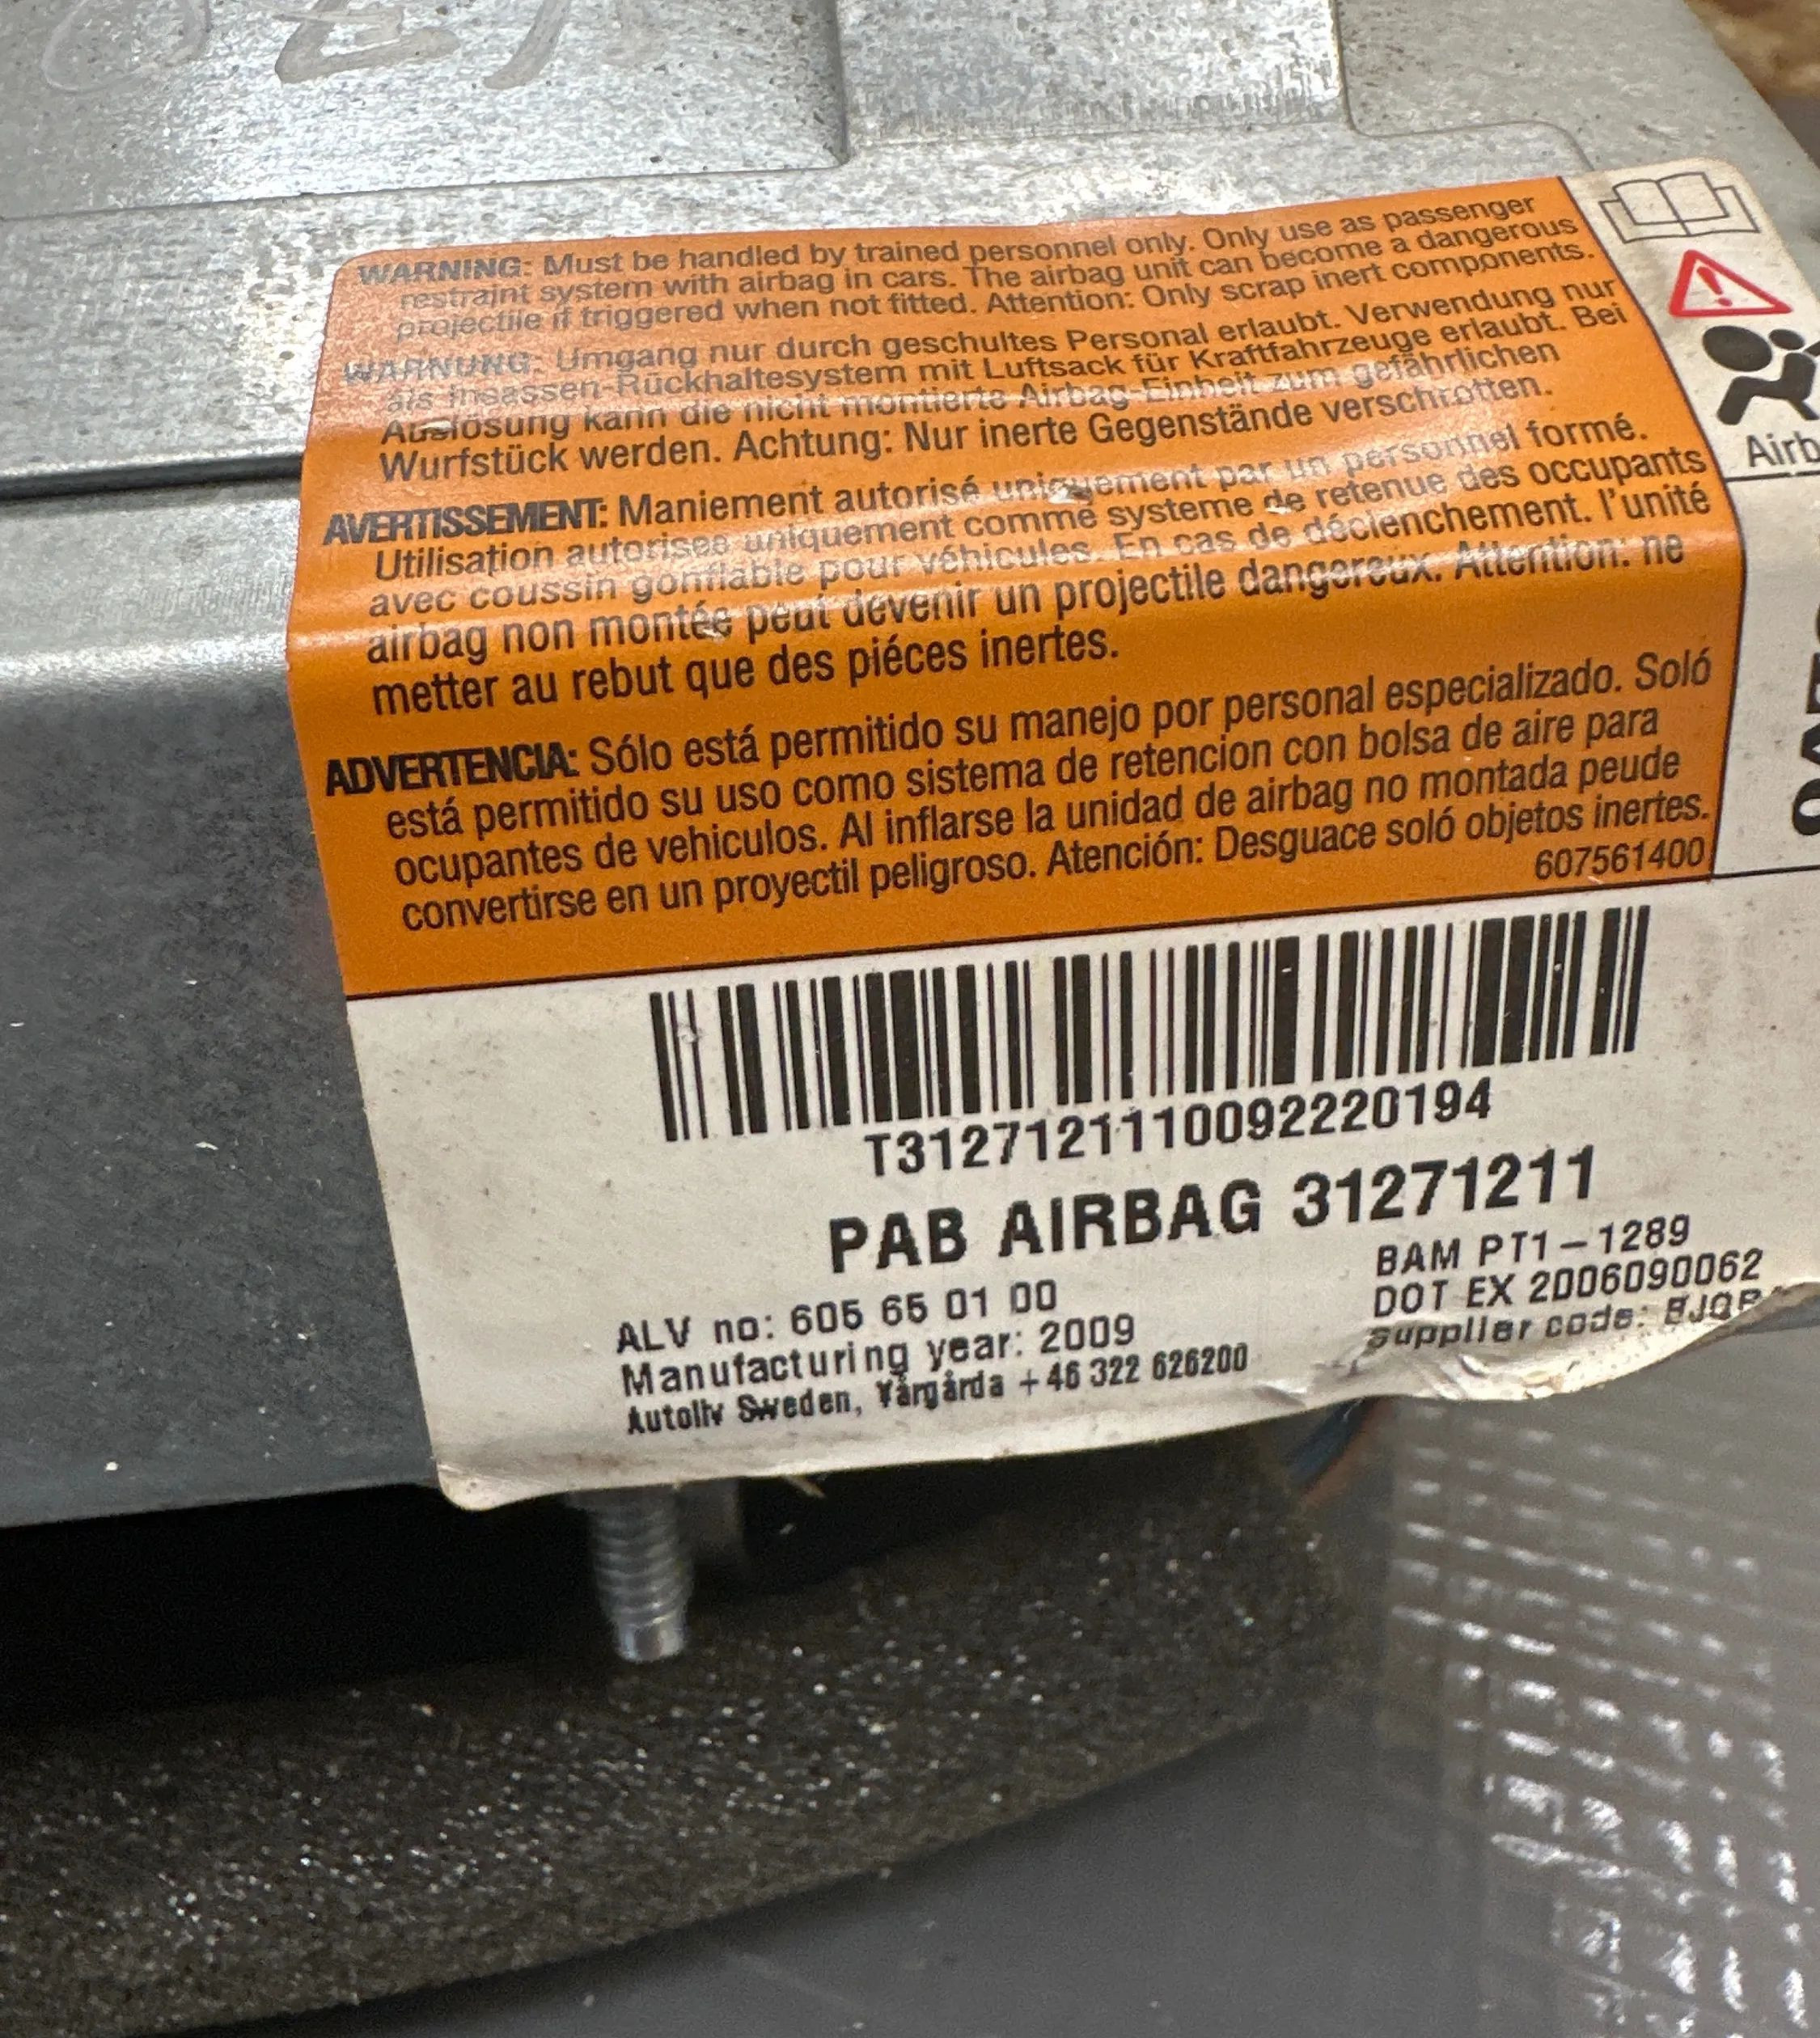 WARNING: Must be handled by trained personnel only. Only use as passenger
restraint system with airbag in cars. The airbag unit can become a dangerous
projectile if triggered when not fitted. Attention: Only scrap inert components.
WARNUNG: Umgang nur durch geschultes Personal erlaubt. Verwendung nur
als Insassen-Rückhaltesystem mit Luftsack für Kraftfahrzeuge erlaubt. Bei
Auslösung kann die nicht montierte Airbag-Einheit zum gefährlichen
Wurfstück werden. Achtung: Nur inerte Gegenstände verschrotten.
AVERTISSEMENT: Maniement autorisé uniquement par un personnel formé.
Utilisation autorisee uniquement comme systeme de retenue des occupants
avec coussin gonflable pour véhicules. En cas de déclenchement. l'unité
airbag non montée peut devenir un projectile dangereux. Attention: ne
metter au rebut que des piéces inertes.
ADVERTENCIA: Sólo está permitido su manejo por personal especializado. Soló
está permitido su uso como sistema de retencion con bolsa de aire para
ocupantes de vehiculos. Al inflarse la unidad de airbag no montada peude
convertirse en un proyectil peligroso. Atención: Desguace soló objetos inertes.
607561400
Airb
T3127121110092220194
PAB AIRBAG 31271211
ALV no: 605 65 01 00
Manufacturing year: 2009
Autoliv Sweden, Vårgårda +46 322 626200
BAM PT1-1289
DOT EX 2006090062
Supplier code: